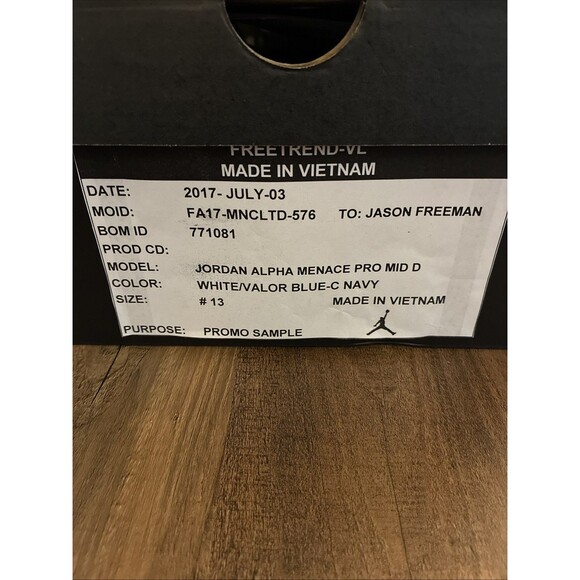 FREETREND-VL
MADE IN VIETNAM
DATE: 2017- JULY-03
MOID: FA17-MNCLTD-576 TO: JASON FREEMAN
BOM ID 771081
PROD CD:
MODEL: JORDAN ALPHA MENACE PRO MID D
COLOR: WHITE/VALOR BLUE-C NAVY
SIZE: # 13 MADE IN VIETNAM
PURPOSE: PROMO SAMPLE